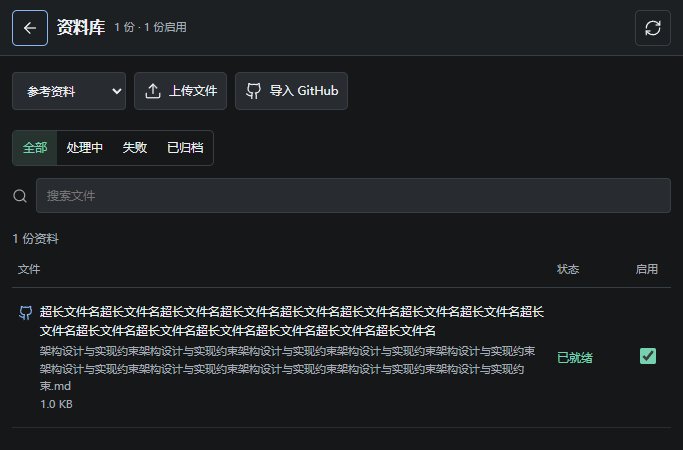 资料库 1 份 · 1 份启用
参考资料 上传文件 导入 GitHub
全部 处理中 失败 已归档
搜索文件
1 份资料
文件 状态 启用
超长文件名超长文件名超长文件名超长文件名超长文件名超长文件名超长文件名超长文件名超长
文件名超长文件名超长文件名超长文件名超长文件名超长文件名超长文件名
架构设计与实现约束架构设计与实现约束架构设计与实现约束架构设计与实现约束架构设计与实现约束
架构设计与实现约束架构设计与实现约束架构设计与实现约束架构设计与实现约束架构设计与实现约
束.md
1.0 KB
已就绪